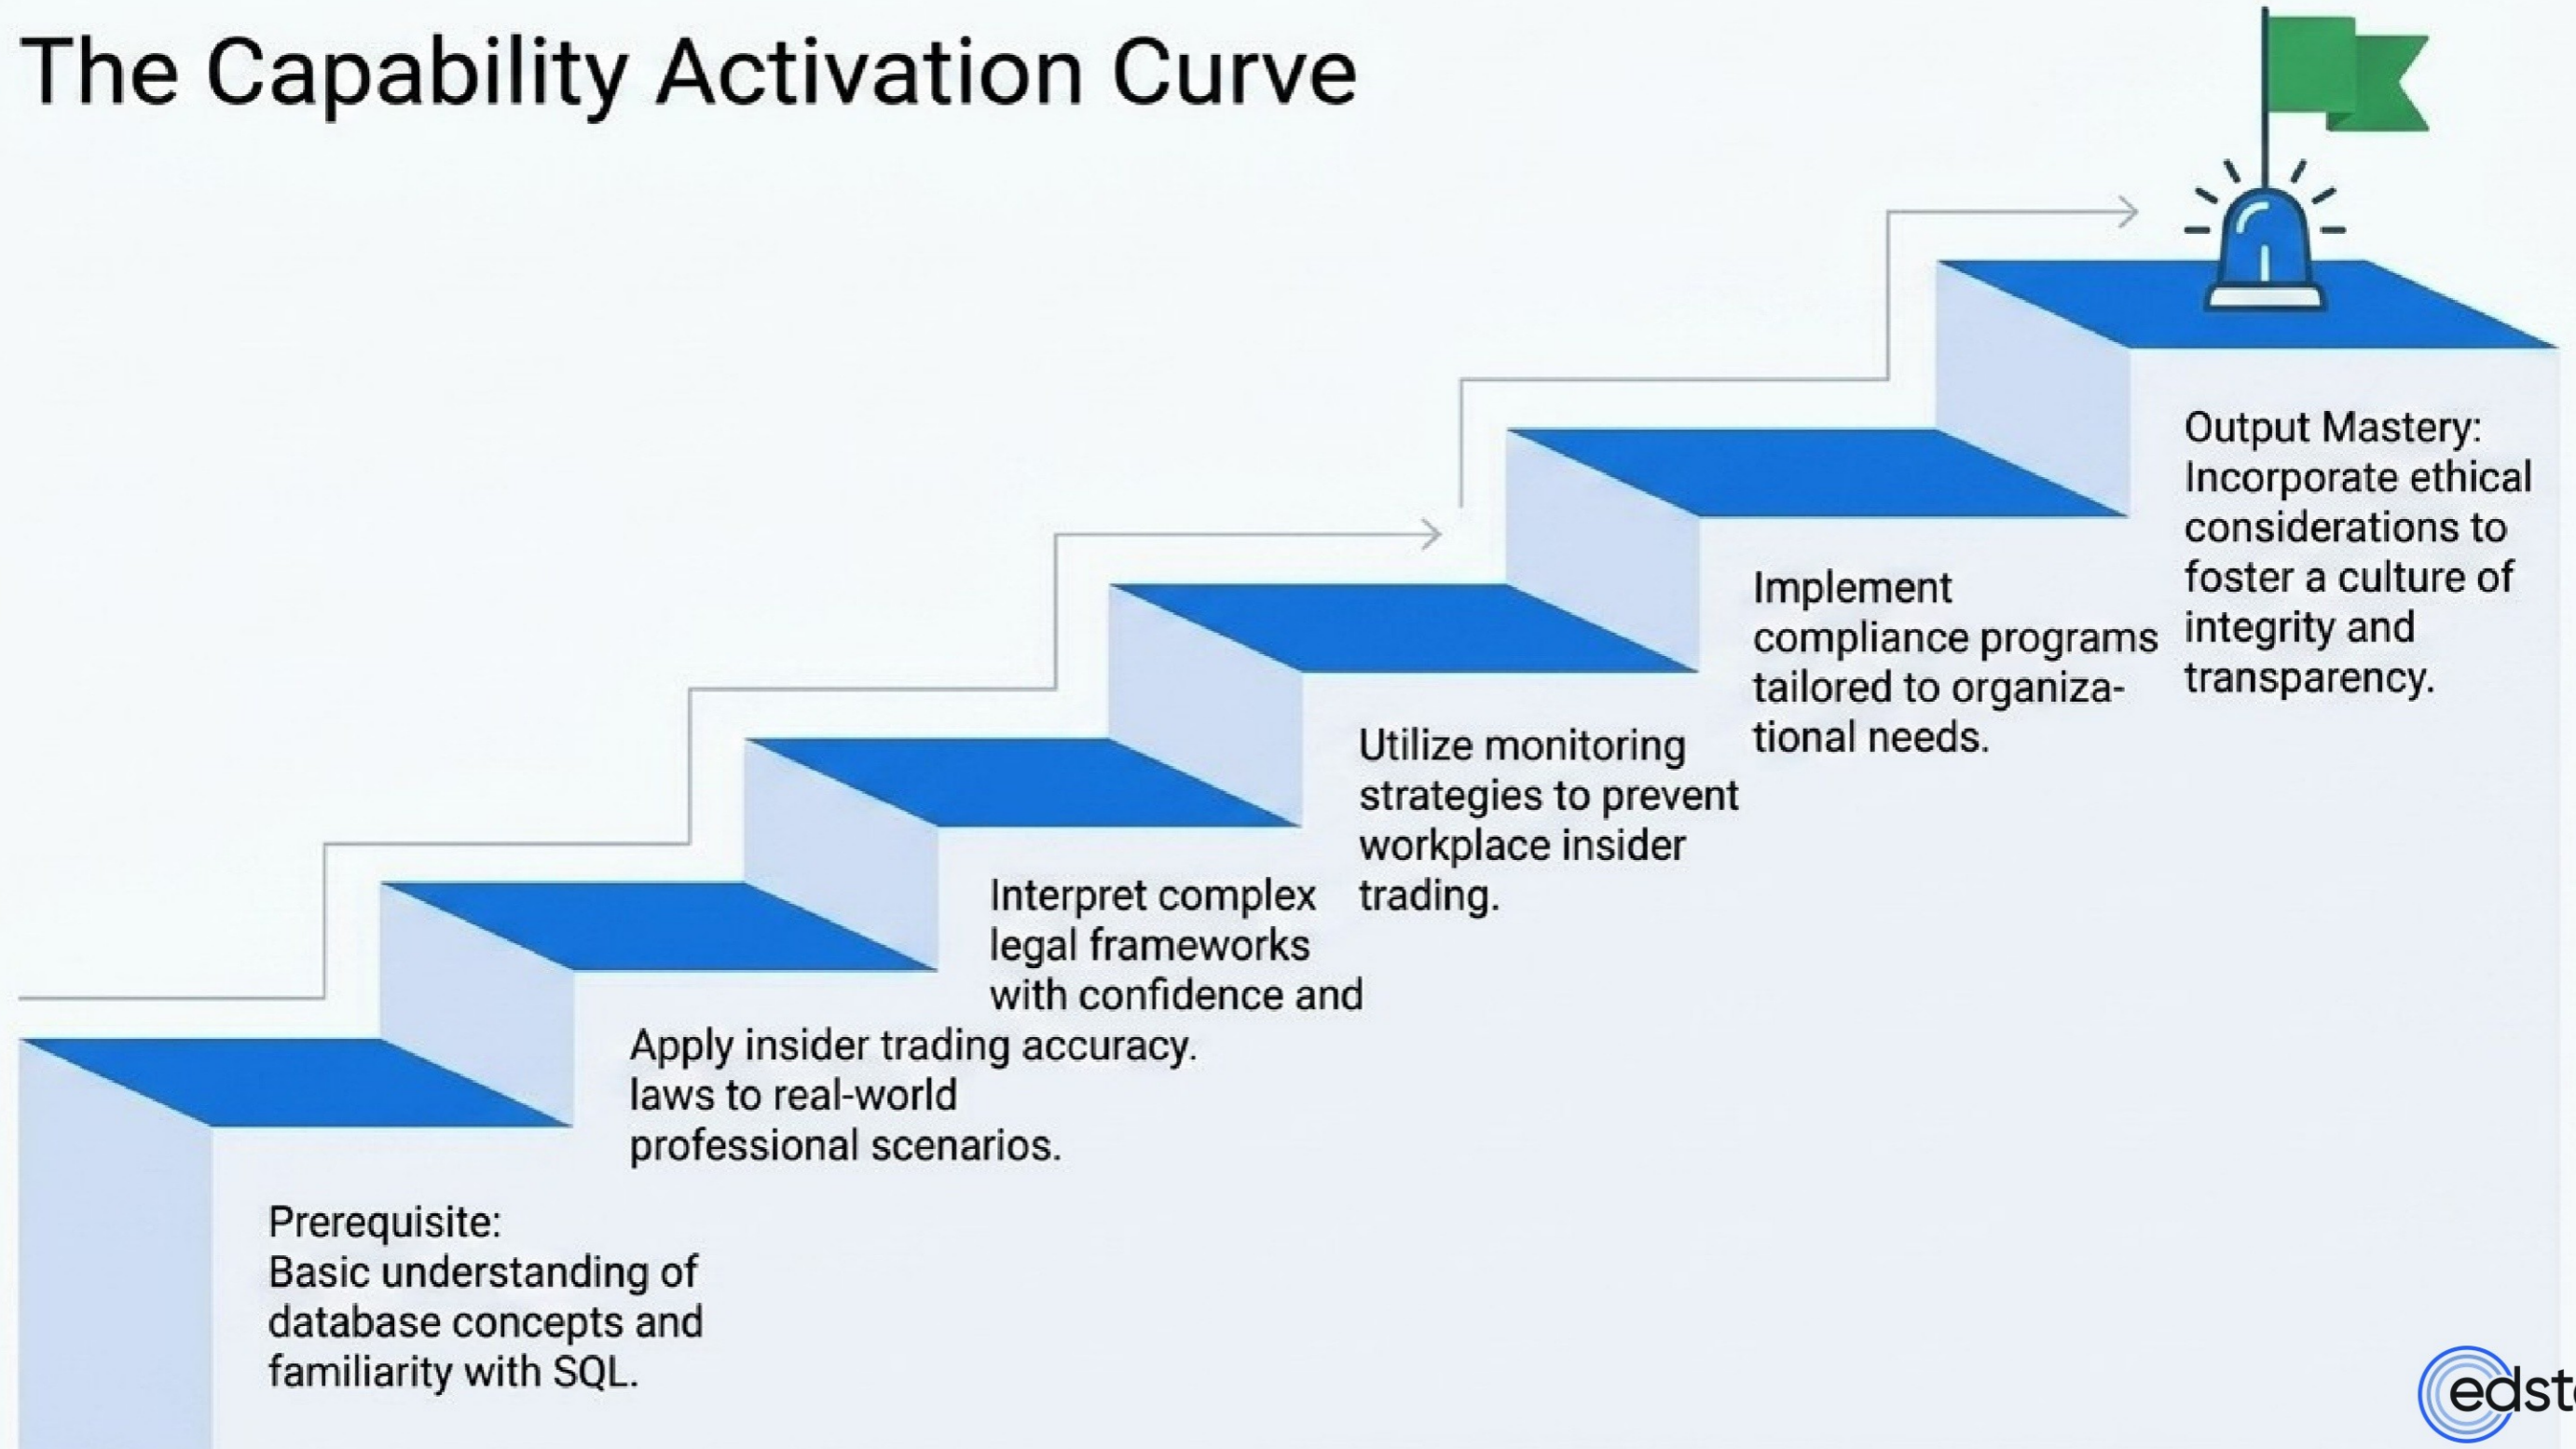 The Capability Activation Curve
Prerequisite:
Basic understanding of
database concepts and
familiarity with SQL.
Apply insider trading
laws to real-world
professional scenarios.
Interpret complex
legal frameworks
with confidence and
accuracy.
Utilize monitoring
strategies to prevent
workplace insider
trading.
Implement
compliance programs
tailored to organiza-
tional needs.
Output Mastery:
Incorporate ethical
considerations to
foster a culture of
integrity and
transparency.